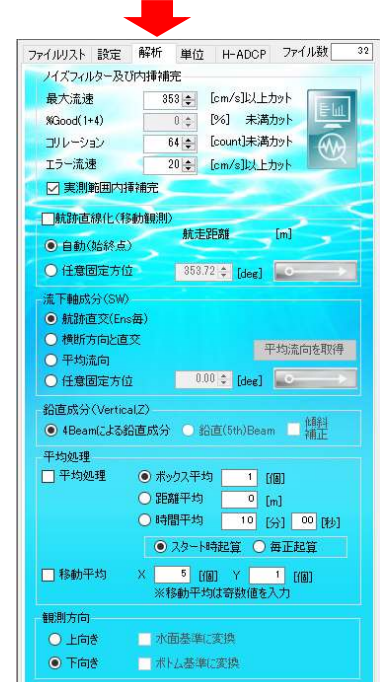 ファイルリスト 設定 解析 単位 H-ADCP ファイル数 32
ノイズフィルター及び内挿補完
最大流速 353 [cm/s]以上カット
%Good(1+4) 0 [%] 未満カット
コリレーション 64 [count]未満カット
エラー流速 20 [cm/s]以上カット
実測範囲内挿補完
航跡直線化(移動観測)
航走距離 [m]
自動(始終点)
任意固定方位 353.72 [deg]
流下軸成分(SW)
航跡直交(Ens毎)
横断方向と直交
平均流向を取得
平均流向
任意固定方位 0.00 [deg]
鉛直成分(Vertical,Z)
4Beamによる鉛直成分 鉛直(5th)Beam 傾斜補正
平均処理
平均処理 ボックス平均 1 [個]
距離平均 0 [m]
時間平均 10 [分] 00 [秒]
スタート時起算 毎正起算
移動平均 X 5 [個] Y 1 [個]
※移動平均は奇数値を入力
観測方向
上向き 水面基準に変換
下向き ボトム基準に変換